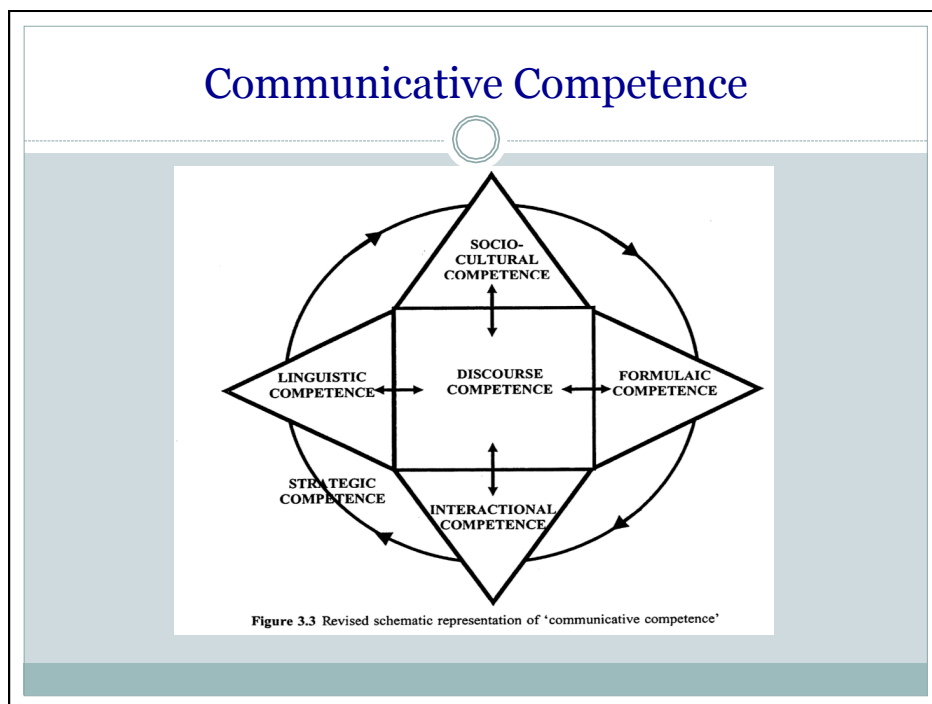 Communicative Competence
SOCIO-
CULTURAL
COMPETENCE
LINGUISTIC
COMPETENCE
DISCOURSE
COMPETENCE
FORMULAIC
COMPETENCE
STRATEGIC
COMPETENCE
INTERACTIONAL
COMPETENCE
Figure 3.3 Revised schematic representation of ‘communicative competence’